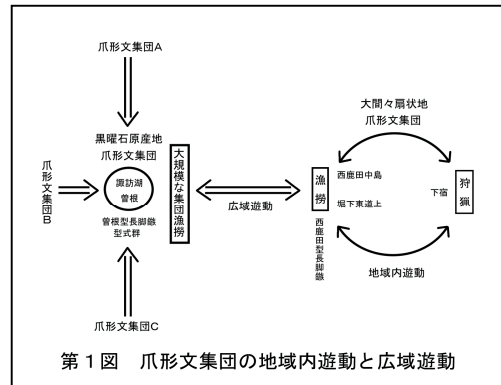 爪形文集団A
黒曜石原産地
爪形文集団
諏訪湖
曽根
曽根型長脚鏃
型式群
爪形文集団B
爪形文集団C
大規模な集団漁撈
広域遊動
大間々扇状地
爪形文集団
漁撈
西鹿田中島
堀下東道上
西鹿田型長脚鏃
下宿
狩猟
地域内遊動
第1図 爪形文集団の地域内遊動と広域遊動